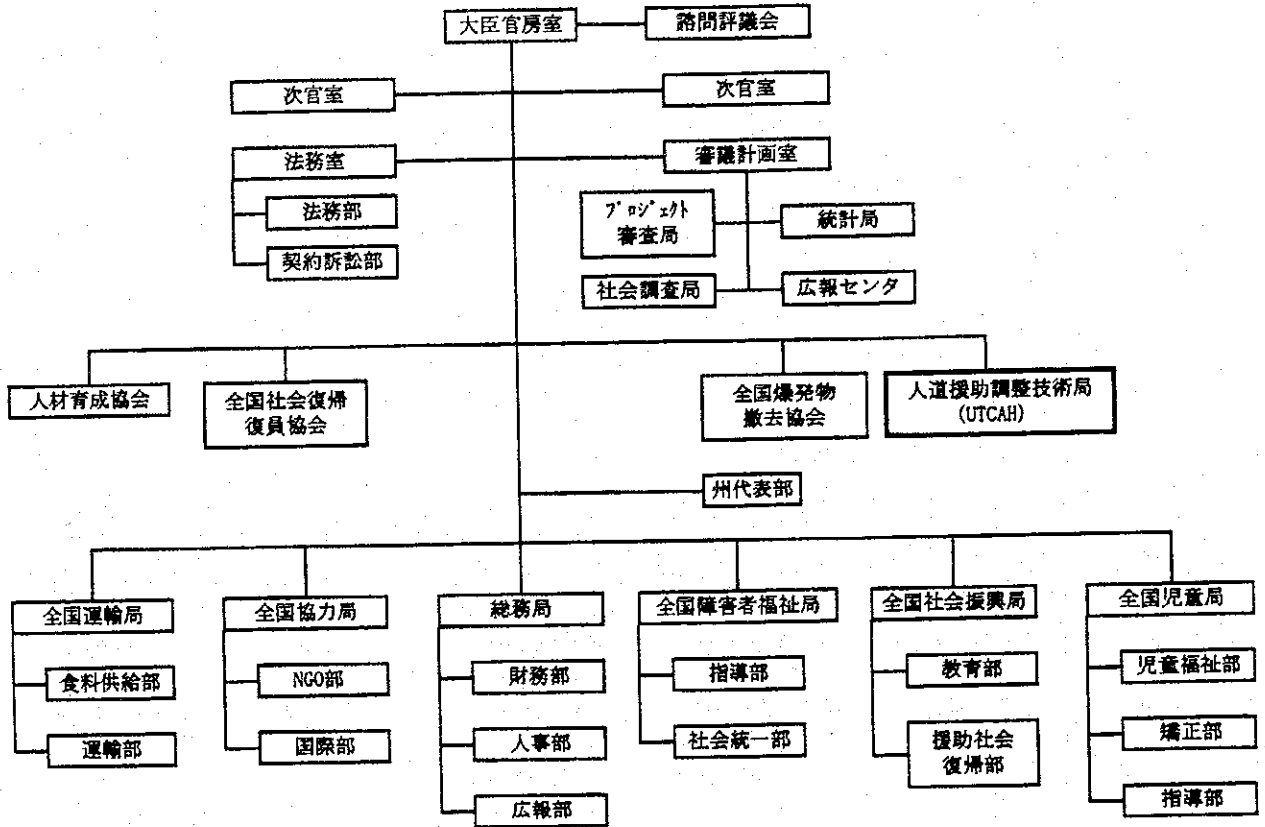 大臣官房室
諮問評議会
次官室
次官室
法務室
審議計画室
法務部
契約訴訟部
プロジェクト
審査局
統計局
社会調査局
広報センタ
人材育成協会
全国社会復帰
復員協会
全国爆発物
撤去協会
人道援助調整技術局
(UTCAH)
州代表部
全国運輸局
全国協力局
総務局
全国障害者福祉局
全国社会振興局
全国児童局
食料供給部
運輸部
NGO部
国際部
財務部
人事部
広報部
指導部
社会統一部
教育部
援助社会
復帰部
児童福祉部
矯正部
指導部